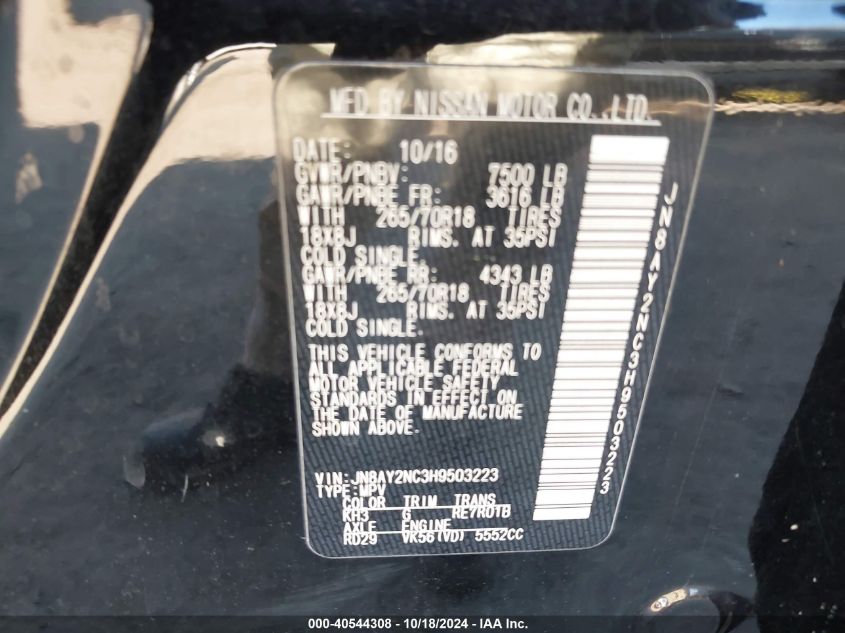 MFD BY NISSAN MOTOR CO.,LTD.
DATE: 10/16
GVWR/PNBV: 7500 LB
GAWR/PNBE FR: 3616 LB
WITH 265/70R18 TIRES
18X8J RIMS. AT 35PSI
COLD SINGLE.
GAWR/PNBE RR: 4343 LB
WITH 265/70R18 TIRES
18X8J RIMS. AT 35PSI
COLD SINGLE.
THIS VEHICLE CONFORMS TO
ALL APPLICABLE FEDERAL
MOTOR VEHICLE SAFETY
STANDARDS IN EFFECT ON
THE DATE OF MANUFACTURE
SHOWN ABOVE.
VIN:JN8AY2NC3H9503223
TYPE:MPV
COLOR TRIM TRANS
KH3 G RE7R01B
AXLE ENGINE
RD29 VK56(VD) 5552CC
JN8AY2NC3H9503223
000-40544308 - 10/18/2024 - IAA Inc.